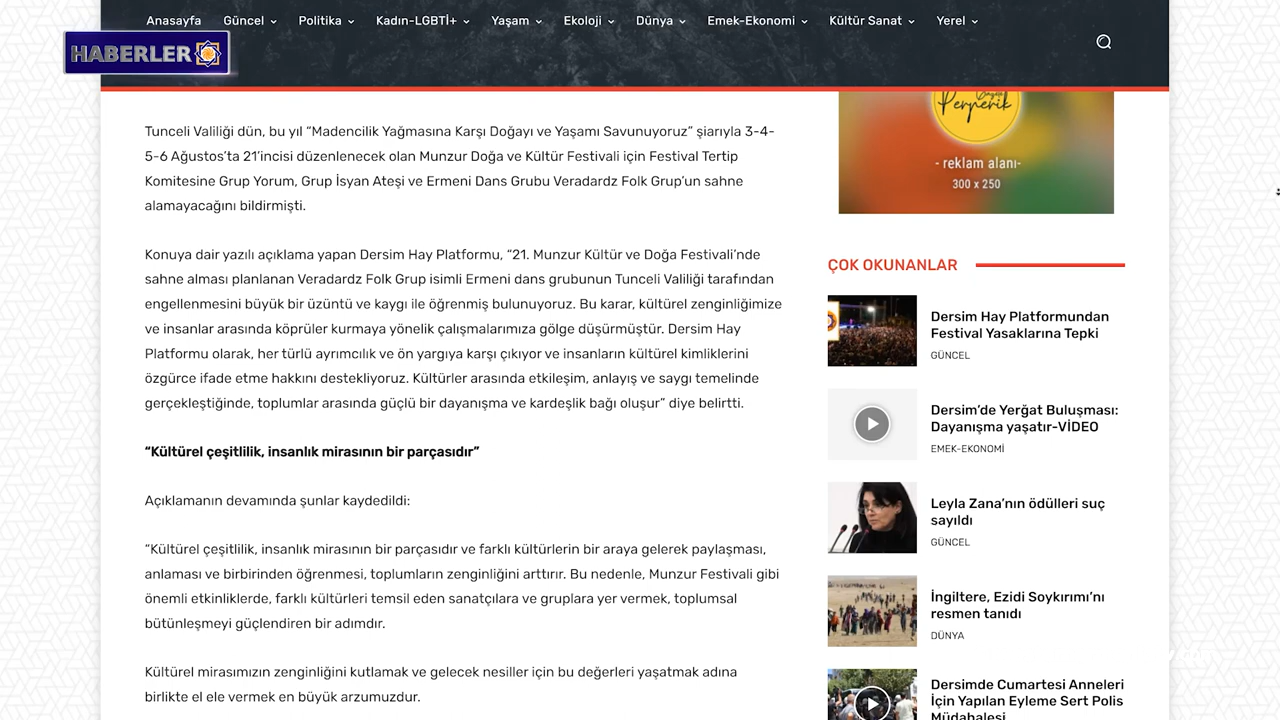 Anasayfa Güncel Politika Kadın-LGBTİ+ Yaşam Ekoloji Dünya Emek-Ekonomi Kültür Sanat Yerel
HABERLER
Tunceli Valiliği dün, bu yıl “Madencilik Yağmasına Karşı Doğayı ve Yaşamı Savunuyoruz” şiarıyla 3-4-
5-6 Ağustos’ta 21’incisi düzenlenecek olan Munzur Doğa ve Kültür Festivali için Festival Tertip
Komitesine Grup Yorum, Grup İsyan Ateşi ve Ermeni Dans Grubu Veradardz Folk Grup’un sahne
alamayacağını bildirmişti.
Konuya dair yazılı açıklama yapan Dersim Hay Platformu, “21. Munzur Kültür ve Doğa Festivali’nde
sahne alması planlanan Veradardz Folk Grup isimli Ermeni dans grubunun Tunceli Valiliği tarafından
engellenmesini büyük bir üzüntü ve kaygı ile öğrenmiş bulunuyoruz. Bu karar, kültürel zenginliğimize
ve insanlar arasında köprüler kurmaya yönelik çalışmalarımıza gölge düşürmüştür. Dersim Hay
Platformu olarak, her türlü ayrımcılık ve ön yargıya karşı çıkıyor ve insanların kültürel kimliklerini
özgürce ifade etme hakkını destekliyoruz. Kültürler arasında etkileşim, anlayış ve saygı temelinde
gerçekleştiğinde, toplumlar arasında güçlü bir dayanışma ve kardeşlik bağı oluşur” diye belirtti.
“Kültürel çeşitlilik, insanlık mirasının bir parçasıdır”
Açıklamanın devamında şunlar kaydedildi:
“Kültürel çeşitlilik, insanlık mirasının bir parçasıdır ve farklı kültürlerin bir araya gelerek paylaşması,
anlaması ve birbirinden öğrenmesi, toplumların zenginliğini arttırır. Bu nedenle, Munzur Festivali gibi
önemli etkinliklerde, farklı kültürleri temsil eden sanatçılara ve gruplara yer vermek, toplumsal
bütünleşmeyi güçlendiren bir adımdır.
Kültürel mirasımızın zenginliğini kutlamak ve gelecek nesiller için bu değerleri yaşatmak adına
birlikte el ele vermek en büyük arzumuzdur.
Perperik
- reklam alanı-
300 x 250
ÇOK OKUNANLAR
Dersim Hay Platformundan
Festival Yasaklarına Tepki
GÜNCEL
Dersim’de Yerğat Buluşması:
Dayanışma yaşatır-VİDEO
EMEK-EKONOMİ
Leyla Zana’nın ödülleri suç
sayıldı
GÜNCEL
İngiltere, Ezidi Soykırımı’nı
resmen tanıdı
DÜNYA
Dersimde Cumartesi Anneleri
İçin Yapılan Eyleme Sert Polis
Müdahalesi